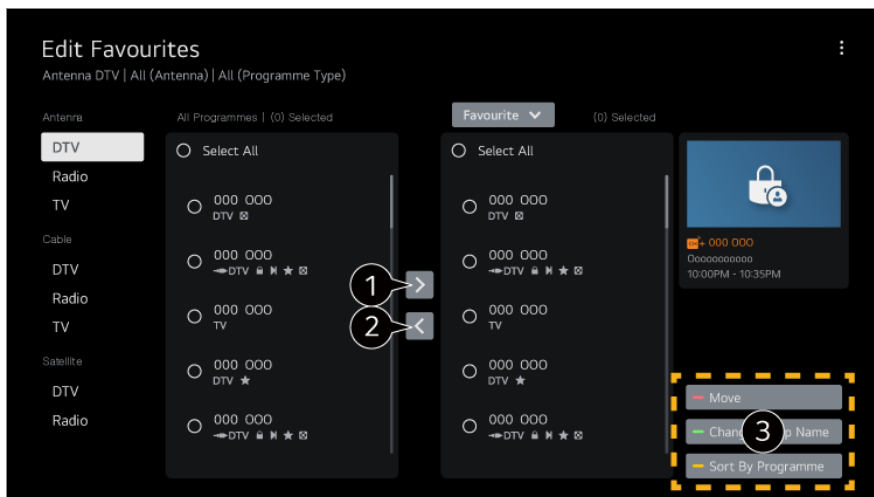 Edit Favourites
Antenna DTV | All (Antenna) | All (Programme Type)
Antenna
DTV
Radio
TV
Cable
DTV
Radio
TV
Satellite
DTV
Radio
All Programmes | (0) Selected
Select All
000 000
DTV
000 000
DTV
000 000
TV
000 000
DTV
000 000
DTV
1
2
Favourite
(0) Selected
Select All
000 000
DTV
000 000
DTV
000 000
TV
000 000
DTV
000 000
DTV
000 000
Ooooooooooo
10:00PM - 10:35PM
Move
3
Name
Sort By Programme